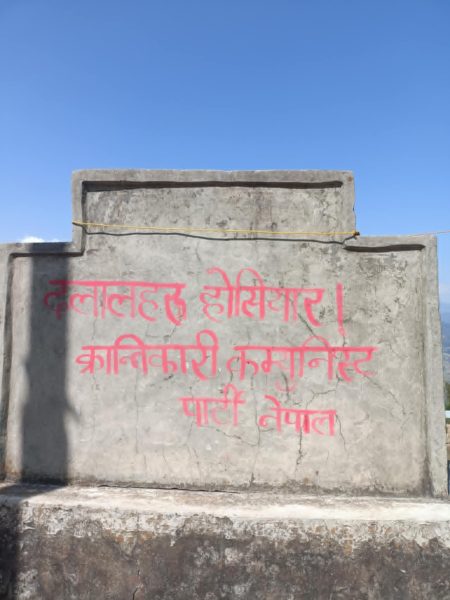 दलालहरु होसियार!
क्रान्तिकारी कम्युनिस्ट
पार्टी नेपाल